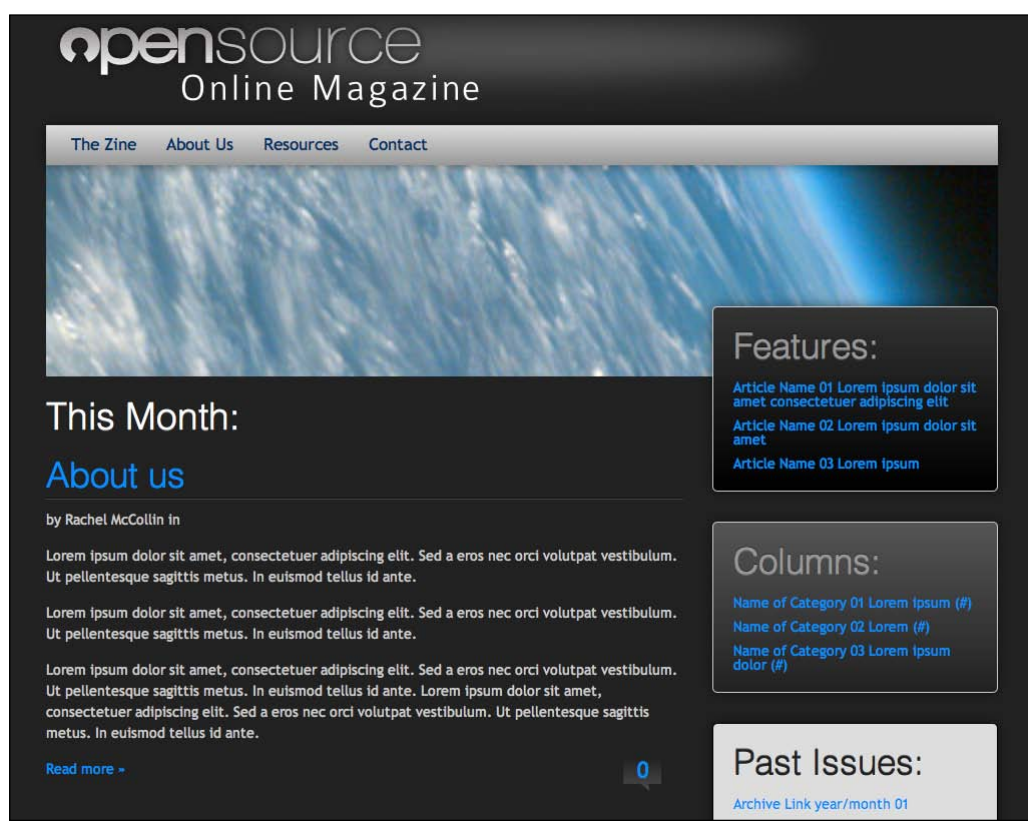 opensource
Online Magazine
The Zine About Us Resources Contact
This Month:
About us
by Rachel McCollin in
Lorem ipsum dolor sit amet, consectetuer adipiscing elit. Sed a eros nec orci volutpat vestibulum.
Ut pellentesque sagittis metus. In euismod tellus id ante.
Lorem ipsum dolor sit amet, consectetuer adipiscing elit. Sed a eros nec orci volutpat vestibulum.
Ut pellentesque sagittis metus. In euismod tellus id ante.
Lorem ipsum dolor sit amet, consectetuer adipiscing elit. Sed a eros nec orci volutpat vestibulum.
Ut pellentesque sagittis metus. In euismod tellus id ante. Lorem ipsum dolor sit amet,
consectetuer adipiscing elit. Sed a eros nec orci volutpat vestibulum. Ut pellentesque sagittis
metus. In euismod tellus id ante.
Read more »
0
Features:
Article Name 01 Lorem ipsum dolor sit
amet consectetuer adipiscing elit
Article Name 02 Lorem ipsum dolor sit
amet
Article Name 03 Lorem ipsum
Columns:
Name of Category 01 Lorem ipsum (#)
Name of Category 02 Lorem (#)
Name of Category 03 Lorem ipsum
dolor (#)
Past Issues:
Archive Link year/month 01